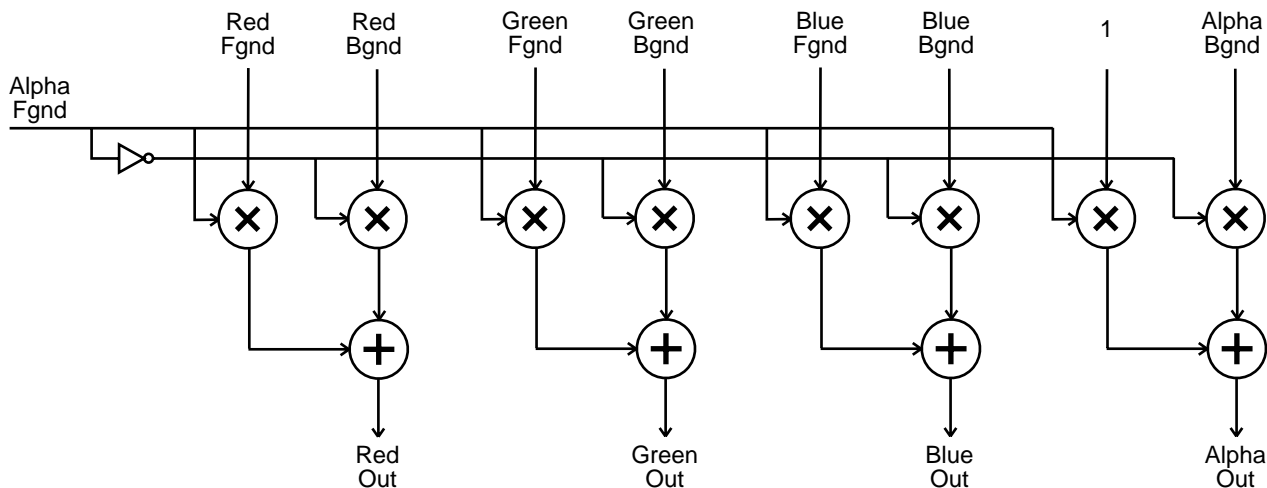 Red
Fgnd
Red
Bgnd
Green
Fgnd
Green
Bgnd
Blue
Fgnd
Blue
Bgnd
1
Alpha
Bgnd
Alpha
Fgnd
Red
Out
Green
Out
Blue
Out
Alpha
Out